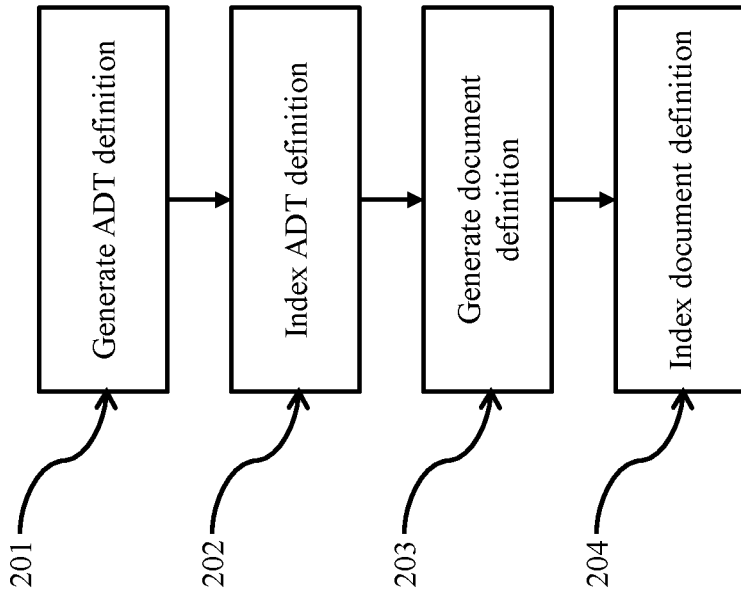 201
Generate ADT definition
202
Index ADT definition
203
Generate document
definition
204
Index document definition